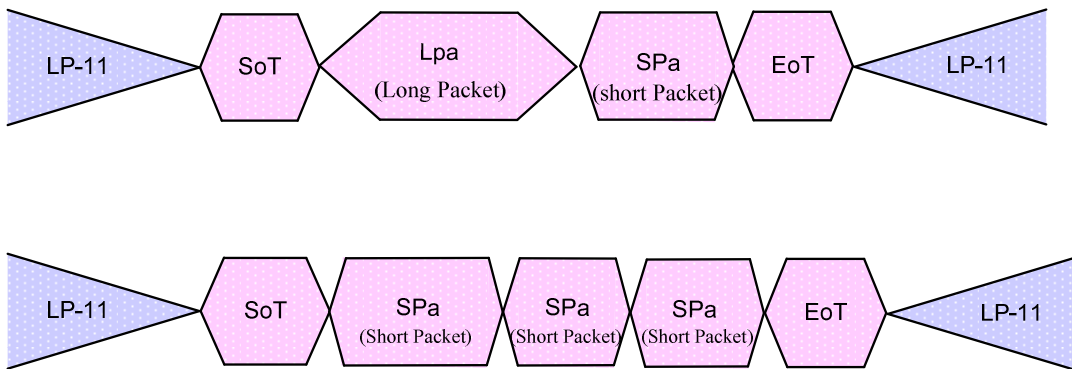 LP-11
SoT
Lpa
(Long Packet)
SPa
(short Packet)
EoT
LP-11
LP-11
SoT
SPa
(Short Packet)
SPa
(Short Packet)
SPa
(Short Packet)
EoT
LP-11